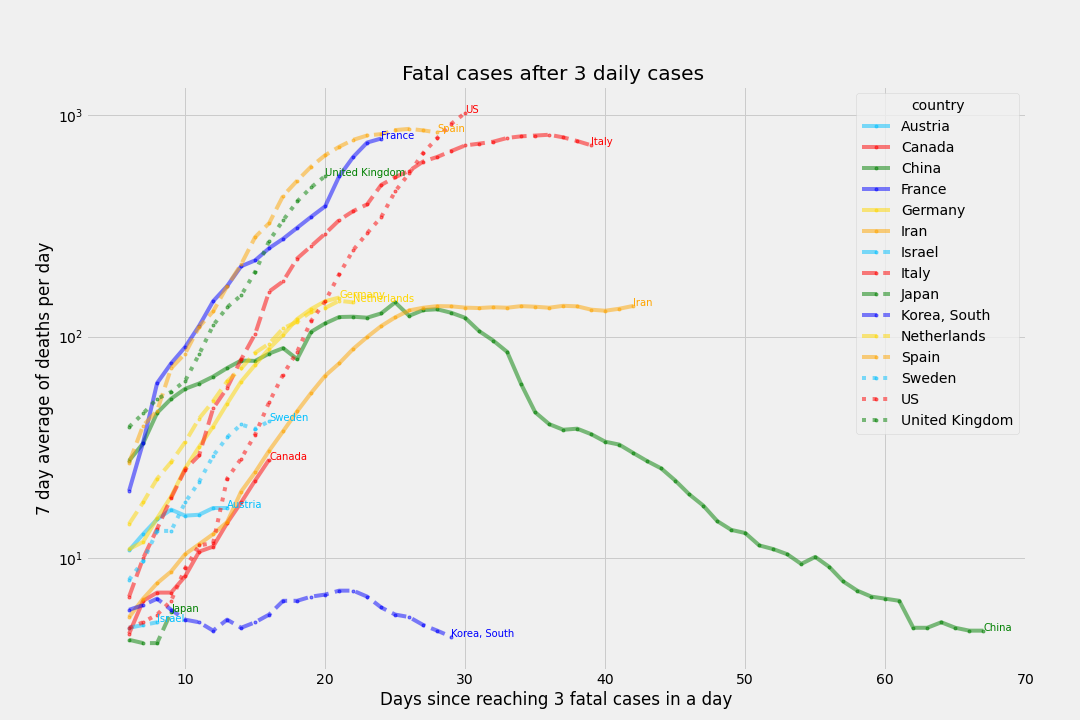 Fatal cases after 3 daily cases
7 day average of deaths per day
10³
10²
10¹
US
Spain
France
Italy
United Kingdom
Germany
Netherlands
Iran
Sweden
Canada
Austria
Japan
Israel
Korea, South
China
country
Austria
Canada
China
France
Germany
Iran
Israel
Italy
Japan
Korea, South
Netherlands
Spain
Sweden
US
United Kingdom
10 20 30 40 50 60 70
Days since reaching 3 fatal cases in a day